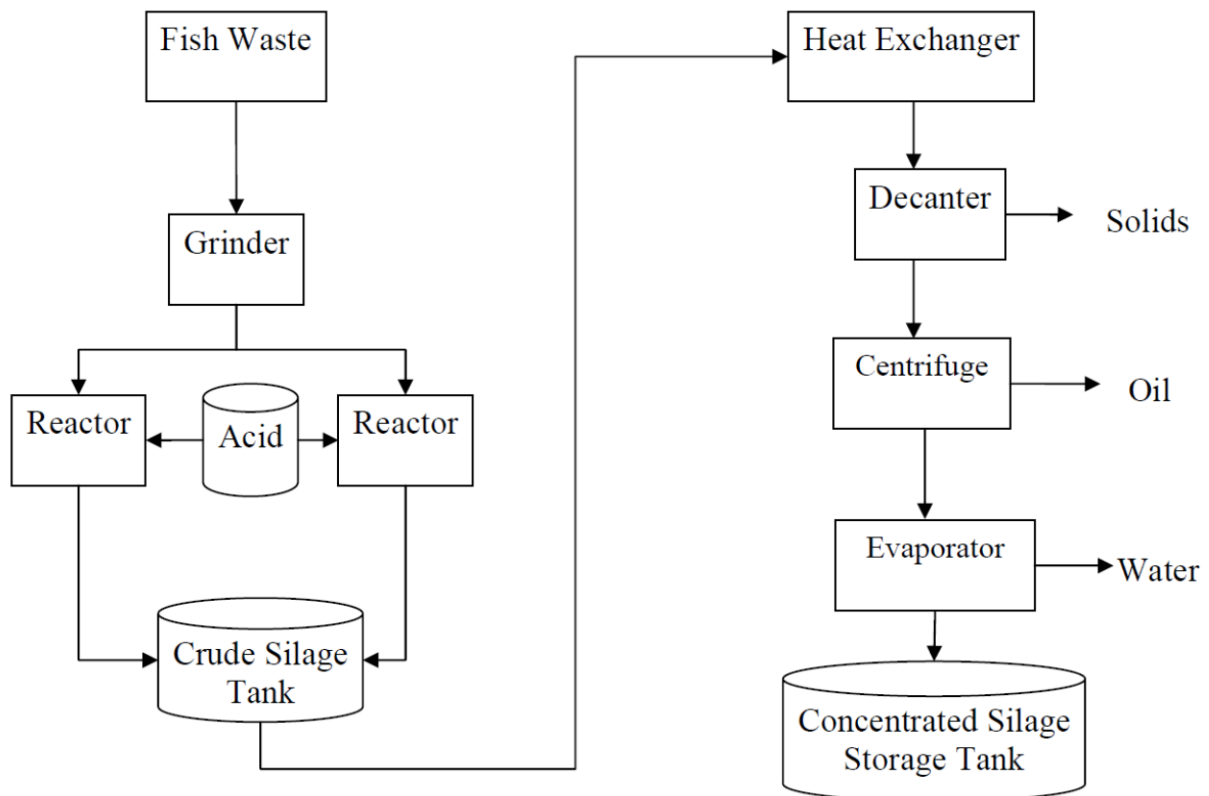 Fish Waste
Grinder
Reactor
Acid
Reactor
Crude Silage
Tank
Heat Exchanger
Decanter
Solids
Centrifuge
Oil
Evaporator
Water
Concentrated Silage
Storage Tank